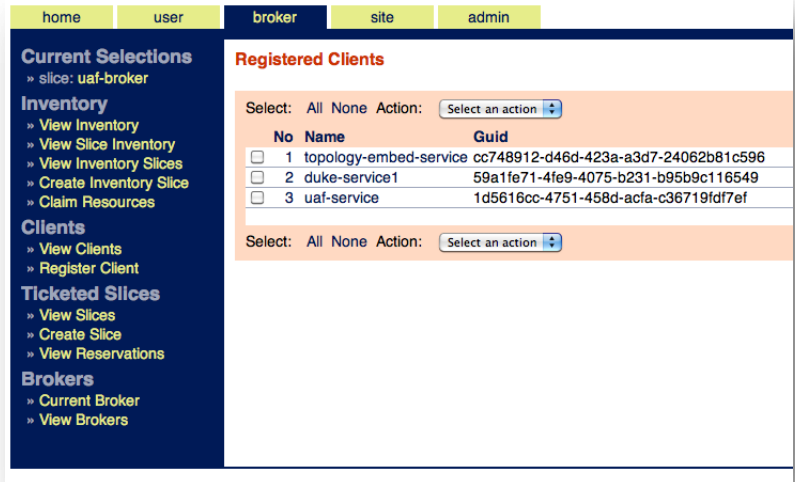 home user broker site admin
Current Selections
» slice: uaf-broker
Inventory
» View Inventory
» View Slice Inventory
» View Inventory Slices
» Create Inventory Slice
» Claim Resources
Clients
» View Clients
» Register Client
Ticketed Slices
» View Slices
» Create Slice
» View Reservations
Brokers
» Current Broker
» View Brokers
Registered Clients
Select: All None Action: Select an action
No Name Guid
1 topology-embed-service cc748912-d46d-423a-a3d7-24062b81c596
2 duke-service1 59a1fe71-4fe9-4075-b231-b95b9c116549
3 uaf-service 1d5616cc-4751-458d-acfa-c36719fdf7ef
Select: All None Action: Select an action